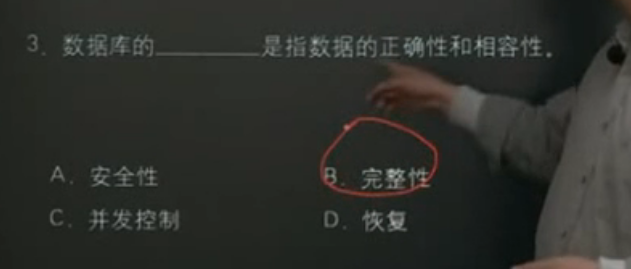 3. 数据库的________是指数据的正确性和相容性。
A. 安全性 B. 完整性
C. 并发控制 D. 恢复